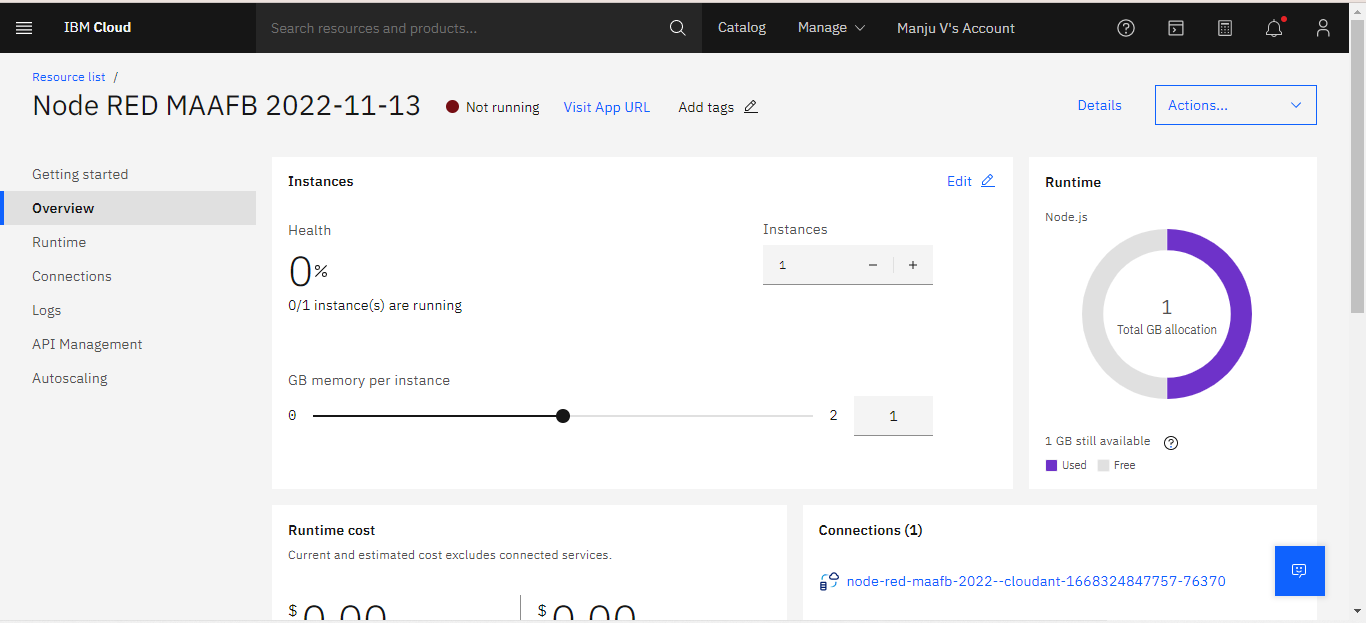 IBM Cloud
Search resources and products...
Catalog
Manage
Manju V's Account
Resource list /
Node RED MAAFB 2022-11-13
Not running
Visit App URL
Add tags
Details
Actions...
Getting started
Overview
Runtime
Connections
Logs
API Management
Autoscaling
Instances
Edit
Health
0%
0/1 instance(s) are running
Instances
1 − +
GB memory per instance
0
2
1
Runtime
Node.js
1
Total GB allocation
1 GB still available
Used
Free
Runtime cost
Current and estimated cost excludes connected services.
$0.00
$0.00
Connections (1)
node-red-maafb-2022--cloudant-1668324847757-76370